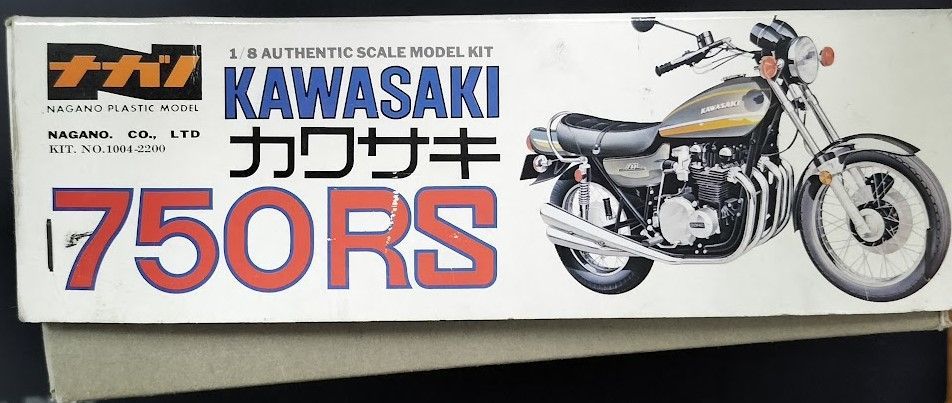 ナガノ
NAGANO PLASTIC MODEL
NAGANO. CO., LTD
KIT. NO.1004-2200
1/8 AUTHENTIC SCALE MODEL KIT
KAWASAKI
カワサキ
750RS
KAWASAKI